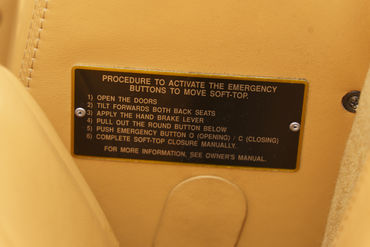 PROCEDURE TO ACTIVATE THE EMERGENCY
BUTTONS TO MOVE SOFT-TOP.
1) OPEN THE DOORS
2) TILT FORWARDS BOTH BACK SEATS
3) APPLY THE HAND BRAKE LEVER
4) PULL OUT THE ROUND BUTTON BELOW
5) PUSH EMERGENCY BUTTON O (OPENING) / C (CLOSING)
6) COMPLETE SOFT-TOP CLOSURE MANUALLY.
FOR MORE INFORMATION, SEE OWNER'S MANUAL.